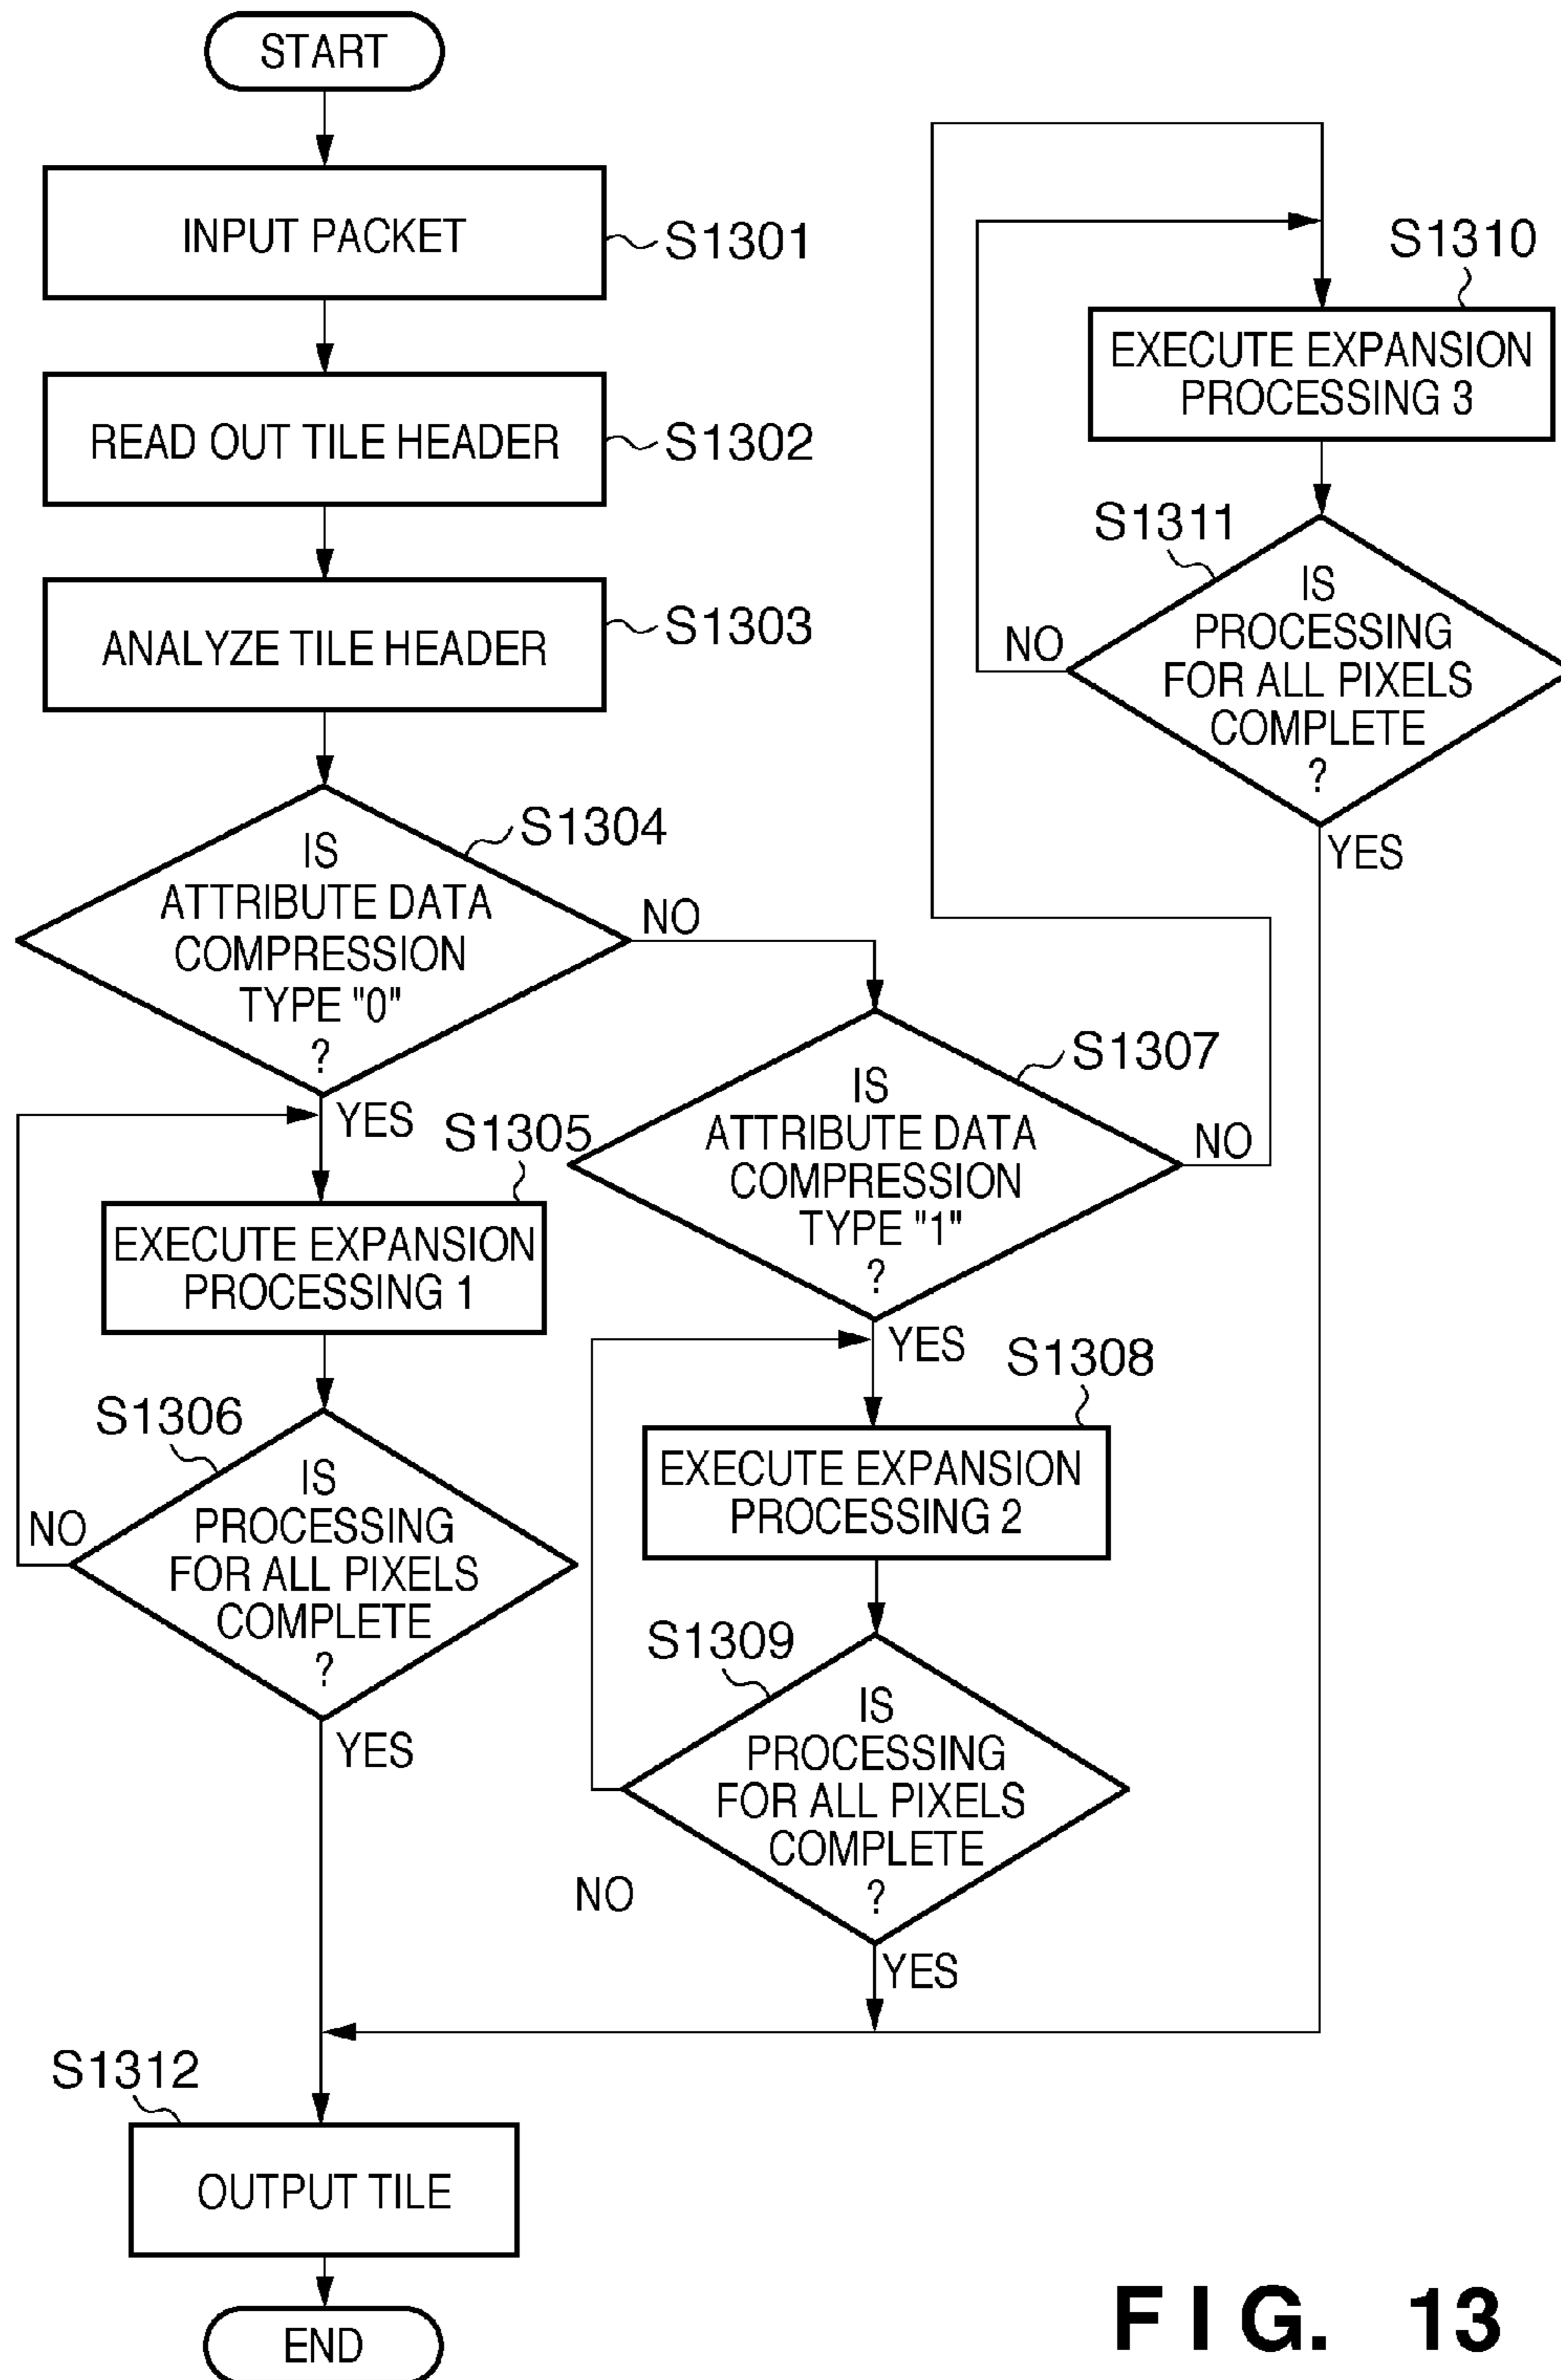 START
INPUT PACKET
S1301
READ OUT TILE HEADER
S1302
ANALYZE TILE HEADER
S1303
IS
ATTRIBUTE DATA
COMPRESSION
TYPE "0"
?
S1304
NO
YES
S1305
EXECUTE EXPANSION
PROCESSING 1
S1306
IS
PROCESSING
FOR ALL PIXELS
COMPLETE
?
NO
YES
S1307
IS
ATTRIBUTE DATA
COMPRESSION
TYPE "1"
?
NO
YES
S1308
EXECUTE EXPANSION
PROCESSING 2
S1309
IS
PROCESSING
FOR ALL PIXELS
COMPLETE
?
NO
YES
S1310
EXECUTE EXPANSION
PROCESSING 3
S1311
IS
PROCESSING
FOR ALL PIXELS
COMPLETE
?
NO
YES
S1312
OUTPUT TILE
END
FIG. 13